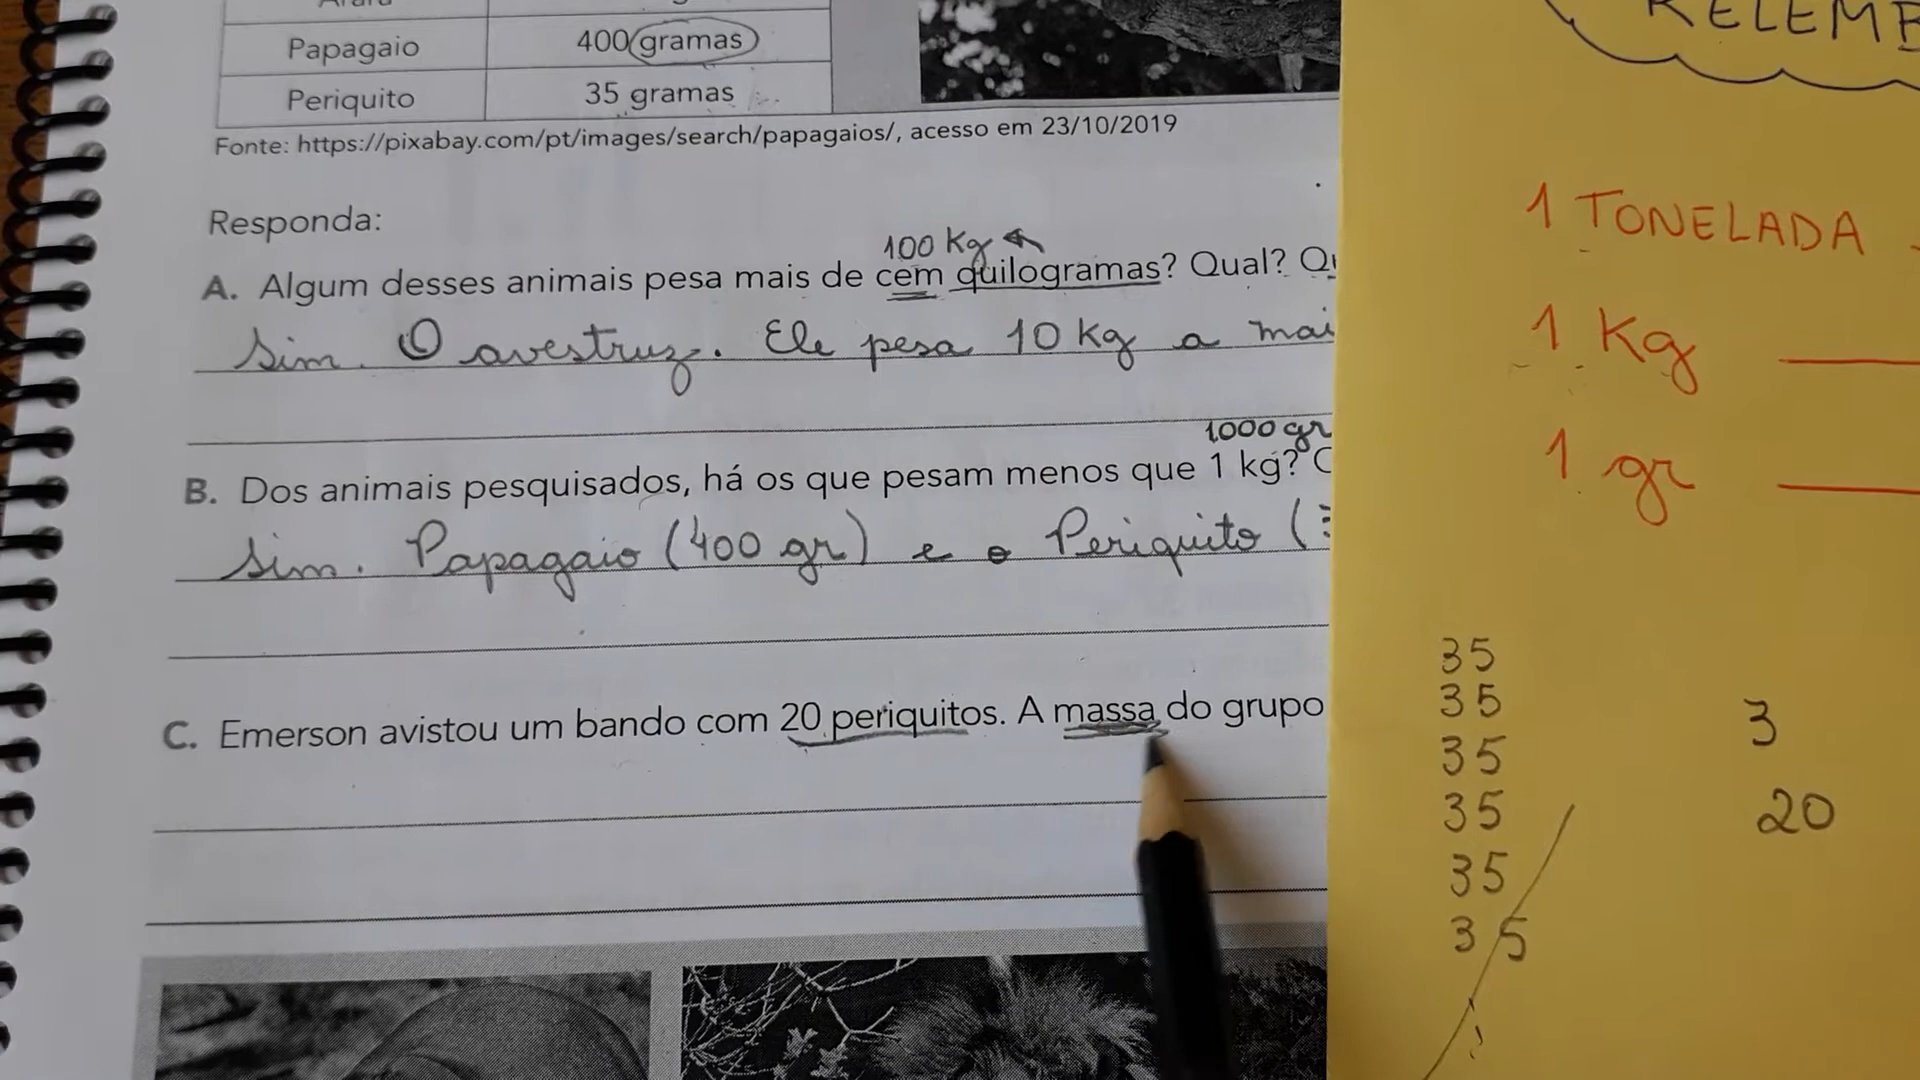 Papagaio 400 gramas
Periquito 35 gramas
Fonte: https://pixabay.com/pt/images/search/papagaios/, acesso em 23/10/2019
Responda:
100 Kg
A. Algum desses animais pesa mais de cem quilogramas? Qual?
Sim. O avestruz. Ele pesa 10 kg a mai
1000 gr
B. Dos animais pesquisados, há os que pesam menos que 1 kg?
Sim. Papagaio (400 gr) e o Periquito (
C. Emerson avistou um bando com 20 periquitos. A massa do grupo
RELEMB
1 TONELADA
1 Kg
1 gr
35
35
35
35
35
35
3
20